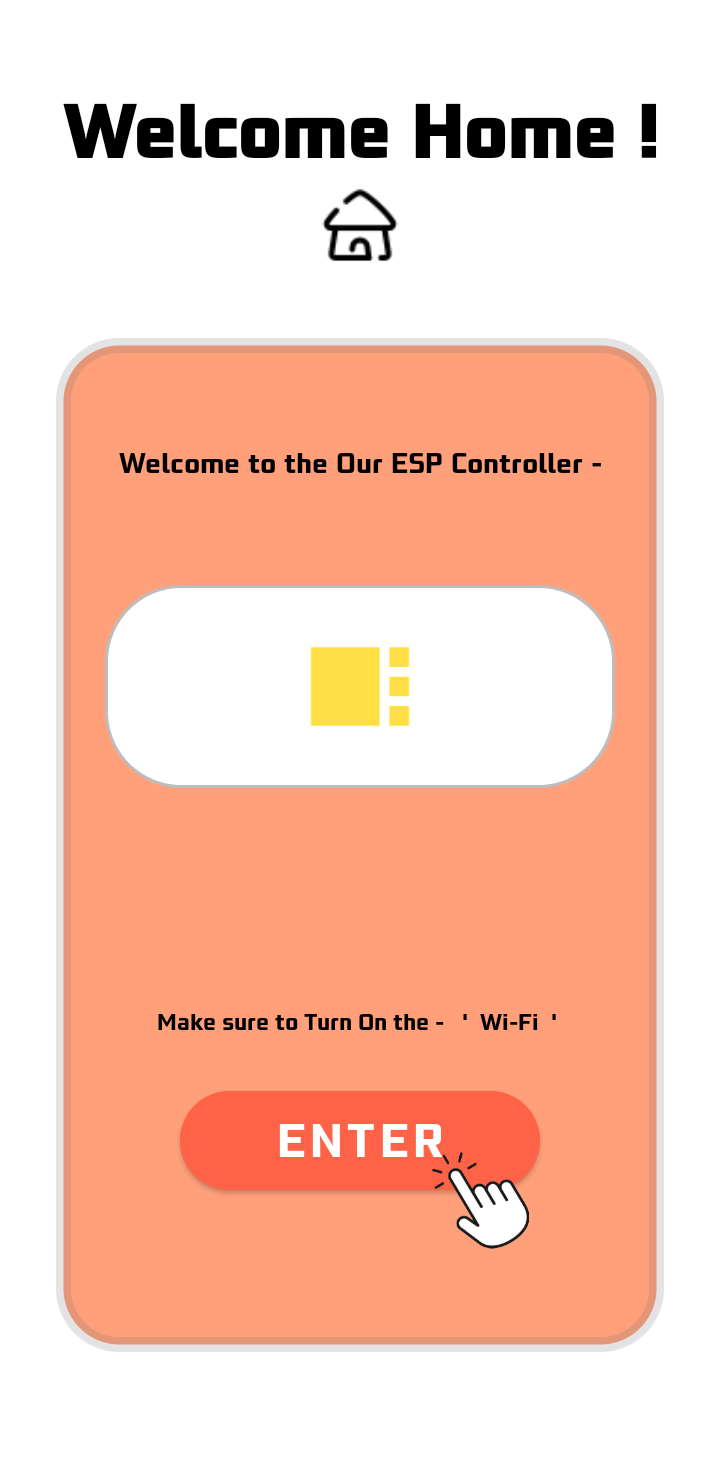 Welcome Home !
Welcome to the Our ESP Controller -
Make sure to Turn On the - ' Wi-Fi '
ENTER